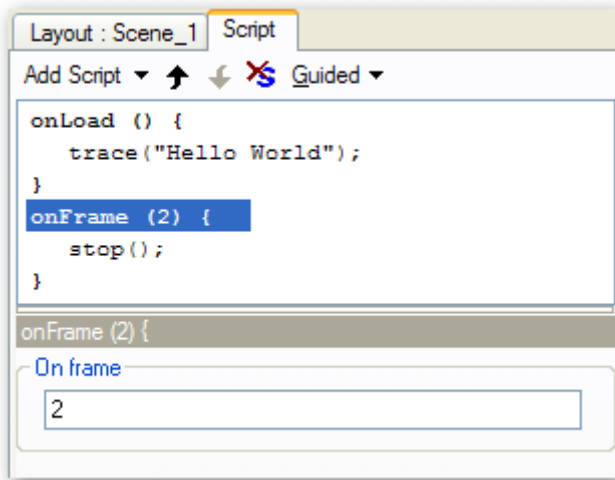 Layout : Scene_1 Script
Add Script Guided
onLoad () {
trace("Hello World");
}
onFrame (2) {
stop();
}
onFrame (2) {
On frame
2